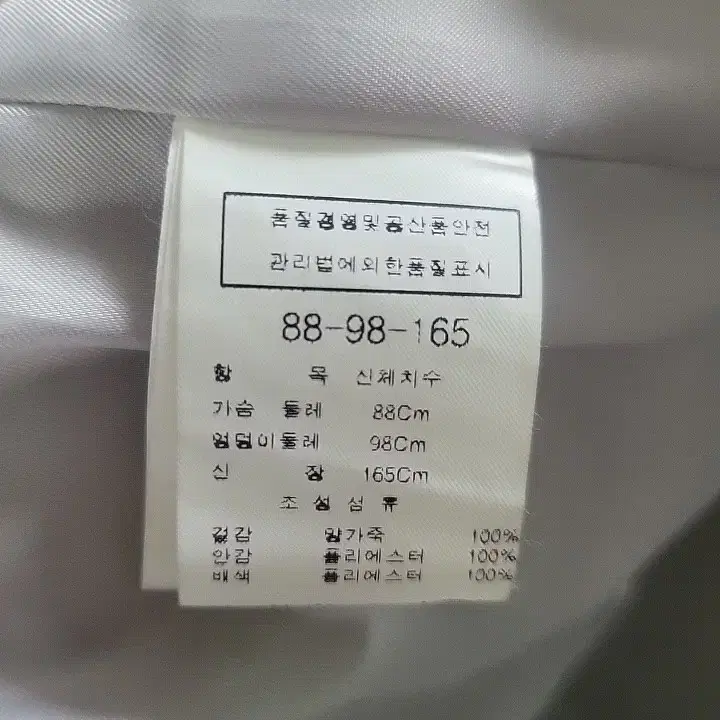 품질경영및공산품안전
관리법에의한품질표시
88-98-165
항 목 신체치수
가슴 둘레 88Cm
엉덩이둘레 98Cm
신 장 165Cm
조 성 섬 유
겉감 양가죽 100%
안감 폴리에스터 100%
배색 폴리에스터 100%